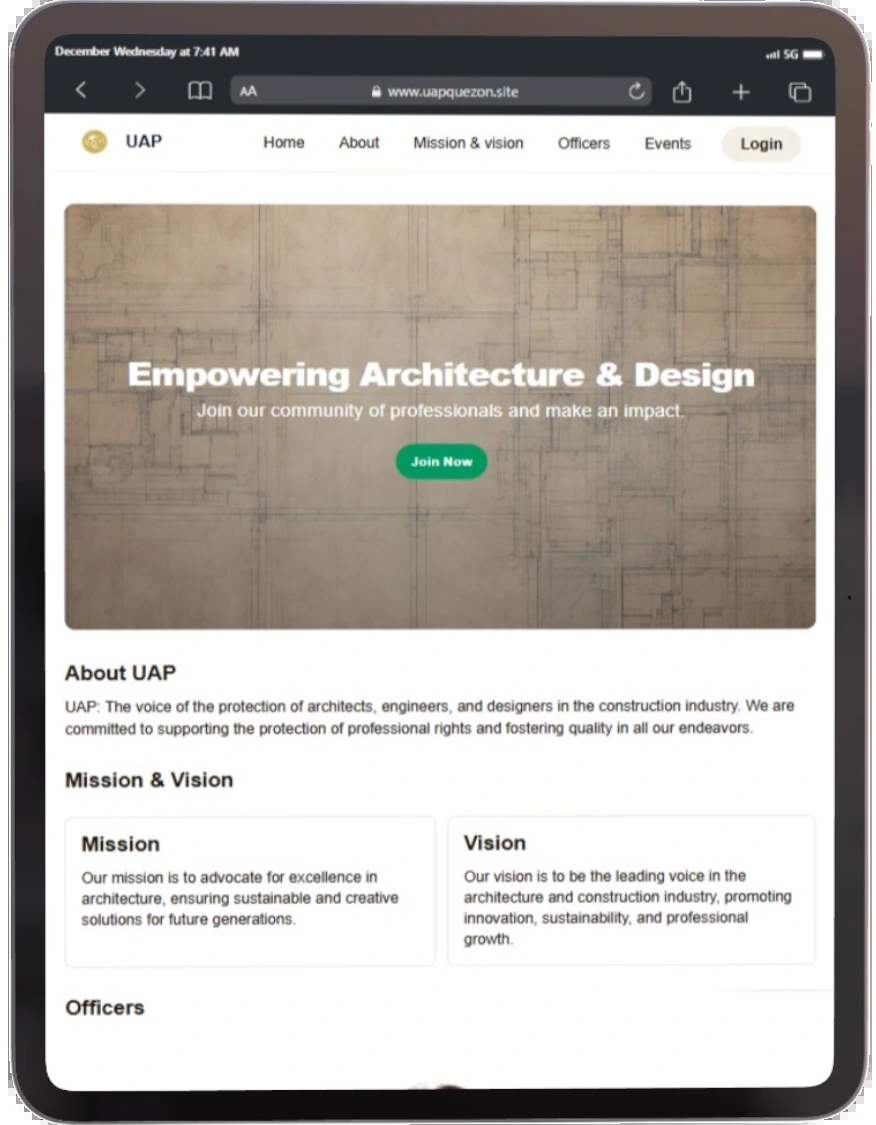 December Wednesday at 7:41 AM
5G
AA
www.uapquezon.site
UAP
Home
About
Mission & vision
Officers
Events
Login
Empowering Architecture & Design
Join our community of professionals and make an impact.
Join Now
About UAP
UAP: The voice of the protection of architects, engineers, and designers in the construction industry. We are
committed to supporting the protection of professional rights and fostering quality in all our endeavors.
Mission & Vision
Mission
Our mission is to advocate for excellence in
architecture, ensuring sustainable and creative
solutions for future generations.
Vision
Our vision is to be the leading voice in the
architecture and construction industry, promoting
innovation, sustainability, and professional
growth.
Officers